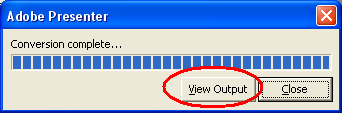 Adobe Presenter
Conversion complete...
View Output
Close